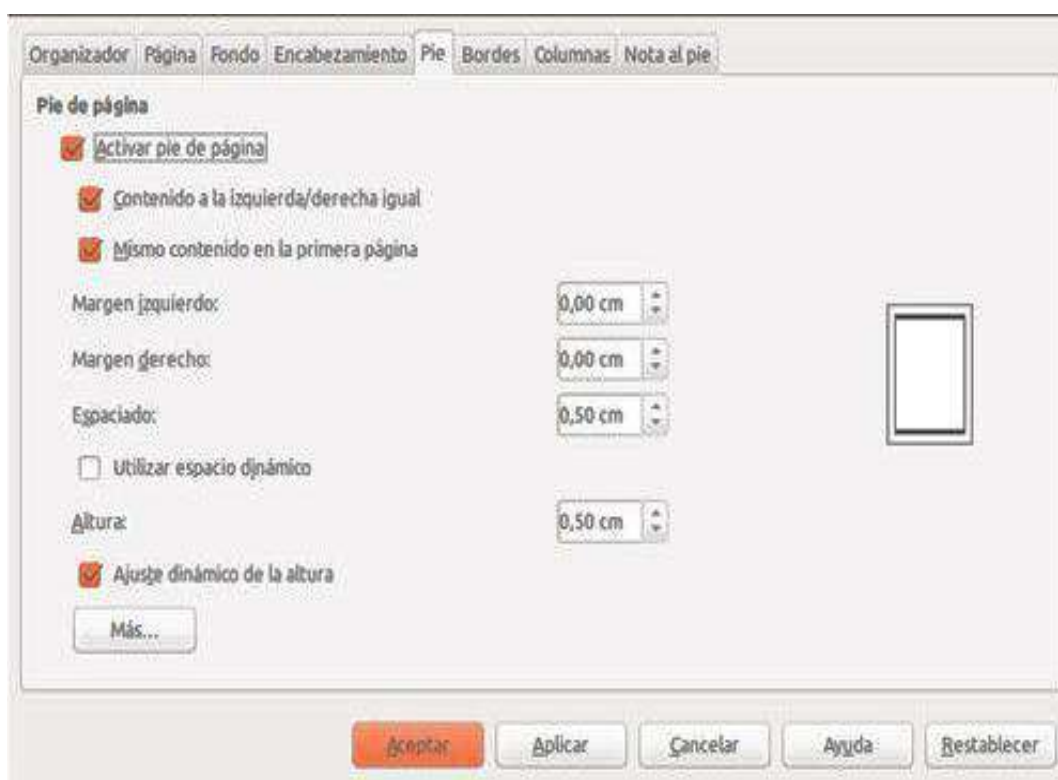 Organizador Página Fondo Encabezamiento Pie Bordes Columnas Nota al pie
Pie de página
Activar pie de página
Contenido a la izquierda/derecha igual
Mismo contenido en la primera página
Margen izquierdo: 0,00 cm
Margen derecho: 0,00 cm
Espaciado: 0,50 cm
Utilizar espacio dinámico
Altura: 0,50 cm
Ajuste dinámico de la altura
Más...
Aceptar Aplicar Cancelar Ayuda Restablecer